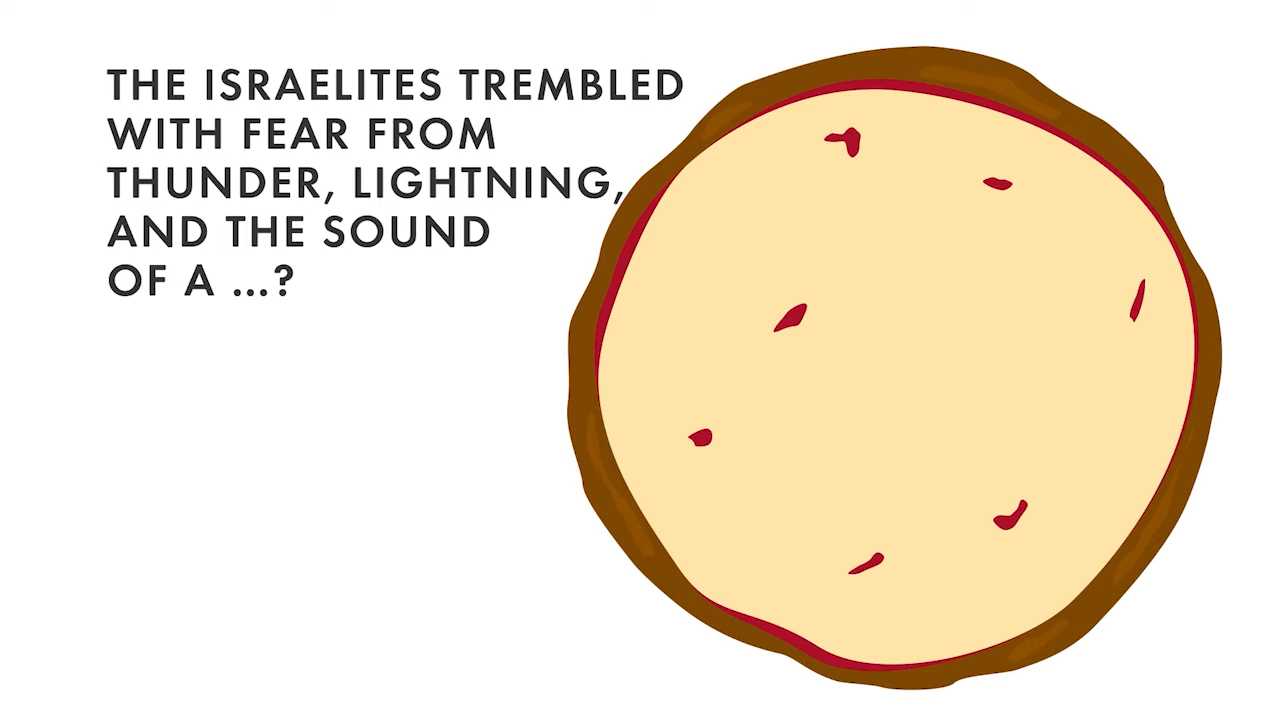 THE ISRAELITES TREMBLED
WITH FEAR FROM
THUNDER, LIGHTNING,
AND THE SOUND
OF A ...?